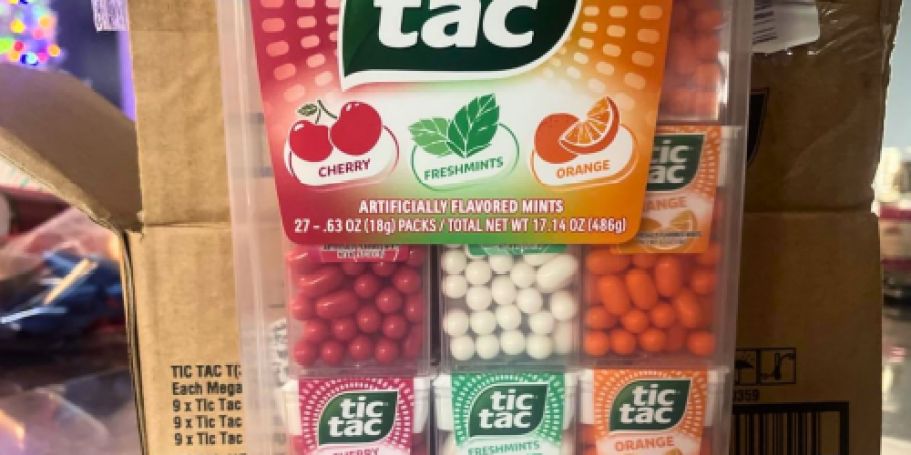 tac
CHERRY
FRESHMINTS
ORANGE
ARTIFICIALLY FLAVORED MINTS
27 - .63 OZ (18g) PACKS / TOTAL NET WT 17.14 OZ (486g)
tic
tac
ORANGE
TIC TAC T(
Each Mega
9 x Tic Tac
9 x Tic Tac
9 x Tic Tac
tic
tac
CHERRY
tic
tac
FRESHMINTS
tic
tac
ORANGE
0359